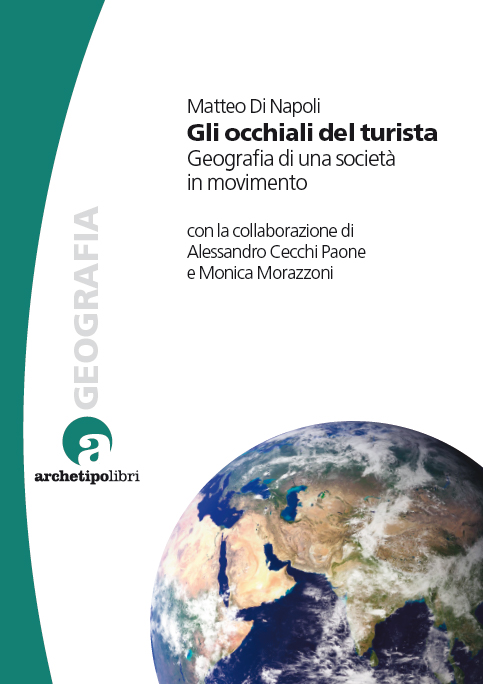 Matteo Di Napoli
Gli occhiali del turista
Geografia di una società
in movimento
con la collaborazione di
Alessandro Cecchi Paone
e Monica Morazzoni
GEOGRAFIA
a
archetipolibri